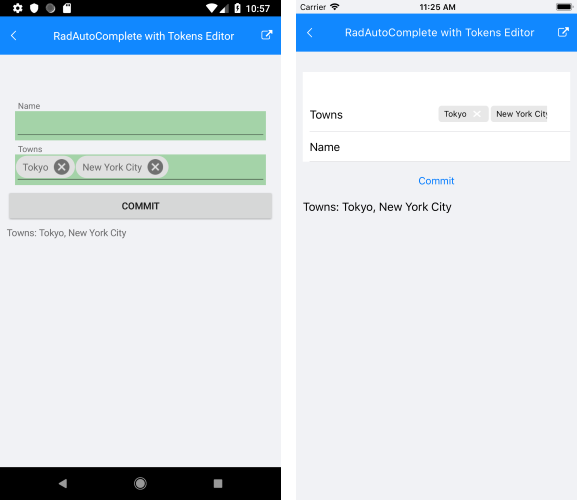 10:57
RadAutoComplete with Tokens Editor
Name
Towns
Tokyo New York City
COMMIT
Towns: Tokyo, New York City
Carrier 11:25 AM
RadAutoComplete with Tokens Editor
Towns Tokyo New York City
Name
Commit
Towns: Tokyo, New York City